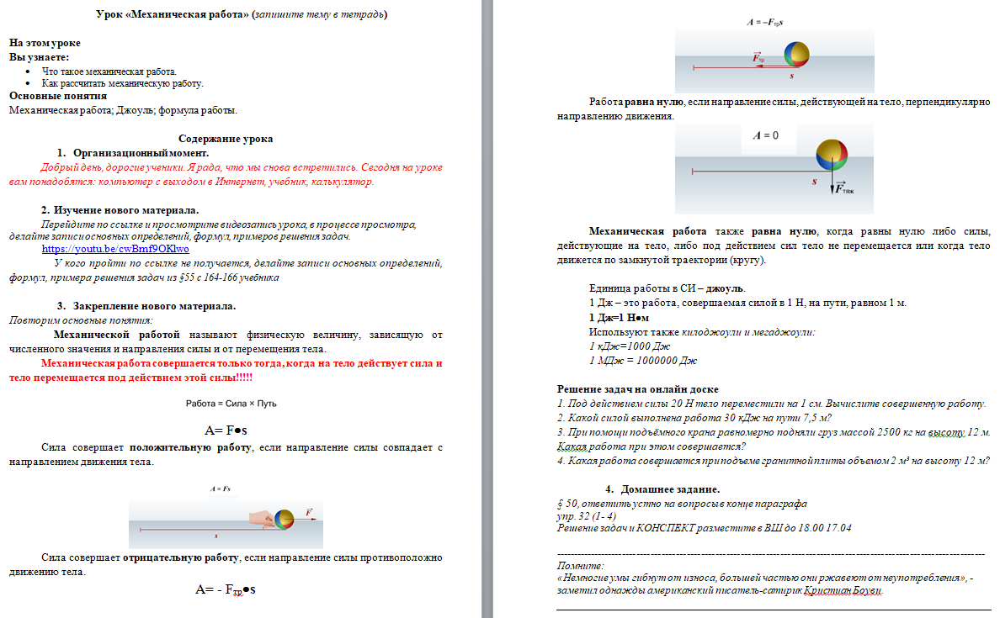 Урок «Механическая работа» (запишите тему в тетрадь)
На этом уроке
Вы узнаете:
• Что такое механическая работа.
• Как рассчитать механическую работу.
Основные понятия
Механическая работа; Джоуль; формула работы.
Содержание урока
1. Организационный момент.
Добрый день, дорогие ученики. Я рада, что мы снова встретились. Сегодня на уроке
вам понадобятся: компьютер с выходом в Интернет, учебник, калькулятор.
2. Изучение нового материала.
Перейдите по ссылке и просмотрите видеозапись урока, в процессе просмотра,
делайте записи основных определений, формул, примеров решения задач.
https://youtu.be/cwBmf9OKlwo
У кого пройти по ссылке не получается, делайте записи основных определений,
формул, примера решения задач из §55 с 164-166 учебника
3. Закрепление нового материала.
Повторим основные понятия:
Механической работой называют физическую величину, зависящую от
численного значения и направления силы и от перемещения тела.
Механическая работа совершается только тогда, когда на тело действует сила и
тело перемещается под действием этой силы!!!!!
Работа = Сила × Путь
A= F●s
Сила совершает положительную работу, если направление силы совпадает с
направлением движения тела.
A = Fs
F
s
Сила совершает отрицательную работу, если направление силы противоположно
движению тела.
A= - Fтр●s
A = –Fтрs
Fтр
s
Работа равна нулю, если направление силы, действующей на тело, перпендикулярно
направлению движения.
A = 0
s
Fтяж
Механическая работа также равна нулю, когда равны нулю либо силы,
действующие на тело, либо под действием сил тело не перемещается или когда тело
движется по замкнутой траектории (кругу).
Единица работы в СИ – джоуль.
1 Дж – это работа, совершаемая силой в 1 Н, на пути, равном 1 м.
1 Дж=1 Н●м
Используют также килоджоули и мегаджоули:
1 кДж=1000 Дж
1 МДж = 1000000 Дж
Решение задач на онлайн доске
1. Под действием силы 20 Н тело переместили на 1 см. Вычислите совершенную работу.
2. Какой силой выполнена работа 30 кДж на пути 7,5 м?
3. При помощи подъёмного крана равномерно подняли груз массой 2500 кг на высоту 12 м.
Какая работа при этом совершается?
4. Какая работа совершается при подъеме гранитной плиты объемом 2 м³ на высоту 12 м?
4. Домашнее задание.
§ 50, ответить устно на вопросы в конце параграфа
упр. 32 (1- 4)
Решение задач и КОНСПЕКТ разместите в ВШ до 18.00 17.04
Помните:
«Немногие умы гибнут от износа, большей частью они ржавеют от неупотребления», -
заметил однажды американский писатель-сатирик Кристиан Боуви.